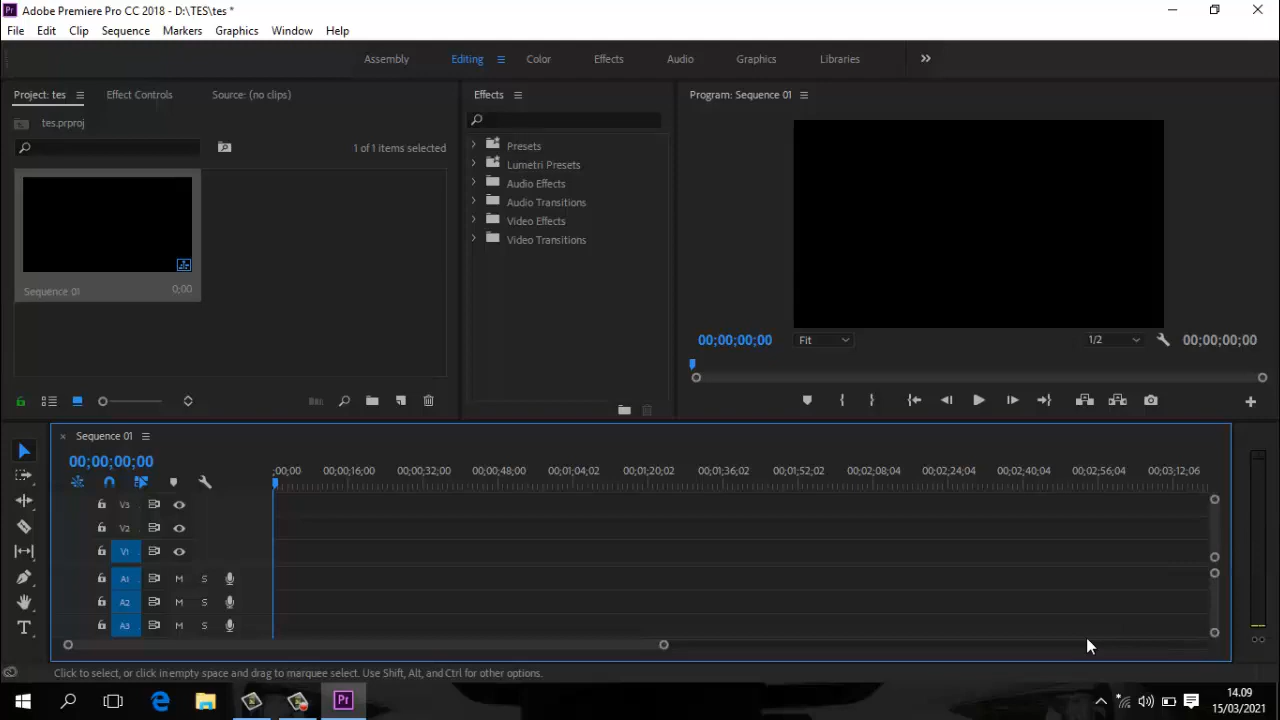 Pr Adobe Premiere Pro CC 2018 - D:\TES\tes *
File Edit Clip Sequence Markers Graphics Window Help
Assembly Editing Color Effects Audio Graphics Libraries
Project: tes Effect Controls Source: (no clips)
tes.prproj
1 of 1 items selected
Sequence 01 0;00
Effects
Presets
Lumetri Presets
Audio Effects
Audio Transitions
Video Effects
Video Transitions
Program: Sequence 01
00;00;00;00 Fit 1/2 00;00;00;00
Sequence 01
00;00;00;00
;00;00 00;00;16;00 00;00;32;00 00;00;48;00 00;01;04;02 00;01;20;02 00;01;36;02 00;01;52;02 00;02;08;04 00;02;24;04 00;02;40;04 00;02;56;04 00;03;12;06
V3
V2
V1
A1 M S
A2 M S
A3 M S
T
Click to select, or click in empty space and drag to marquee select. Use Shift, Alt, and Ctrl for other options.
Pr
14.09
15/03/2021